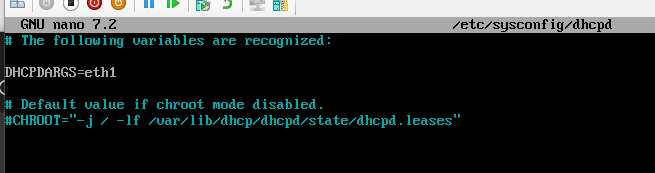 GNU nano 7.2 /etc/sysconfig/dhcpd
# The following variables are recognized:
DHCPDARGS=eth1
# Default value if chroot mode disabled.
#CHROOT="-j / -lf /var/lib/dhcp/dhcpd/state/dhcpd.leases"